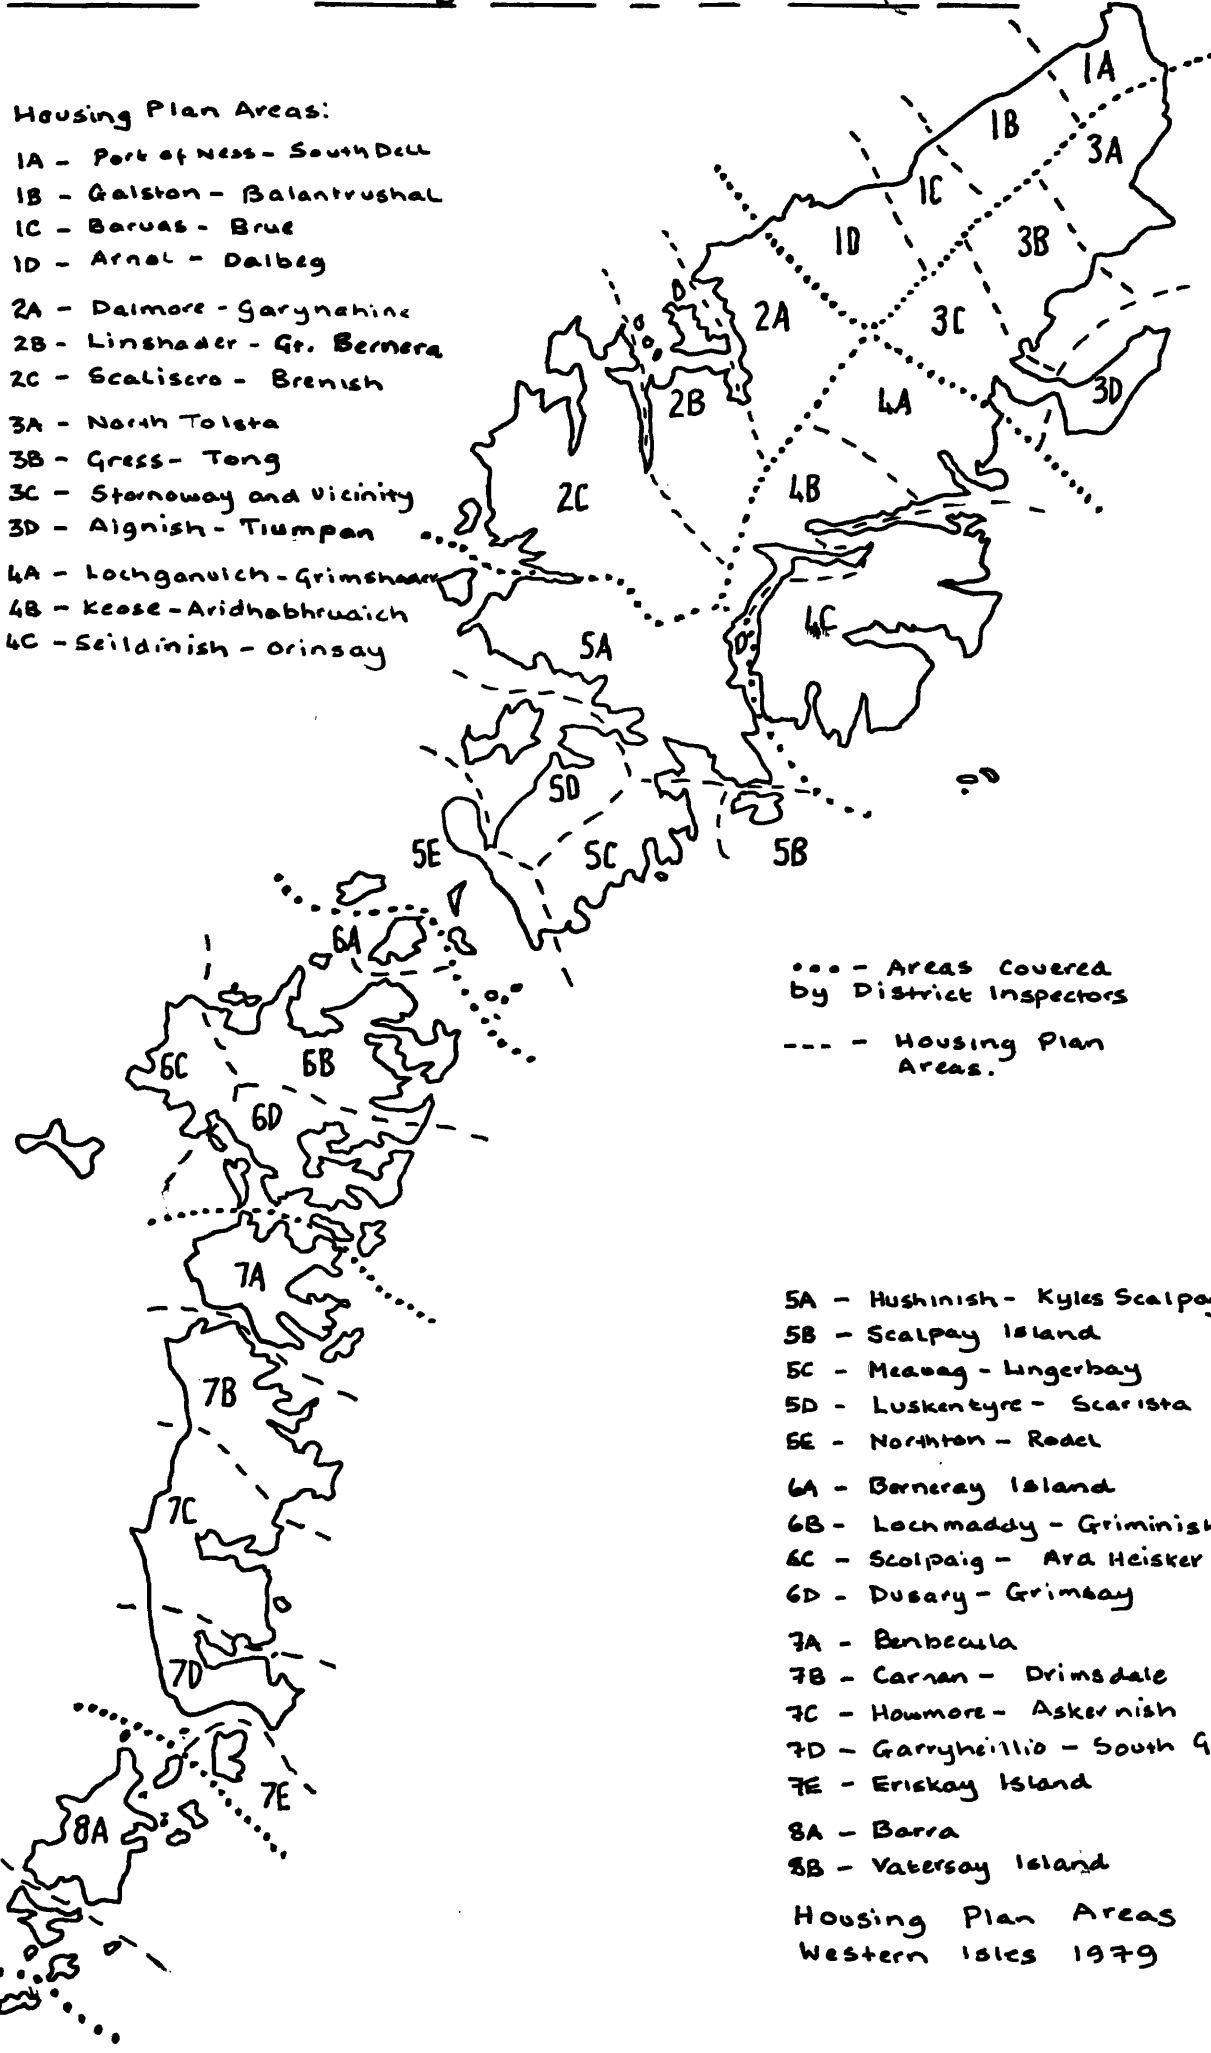 Housing Plan Areas:
1A - Port of Ness - South Dell
1B - Galston - Balantrushal
1C - Barvas - Brue
1D - Arnol - Dalbeg
2A - Dalmore - Garynahine
2B - Linshader - Gt. Bernera
2C - Scaliscro - Brenish
3A - North Tolsta
3B - Gress - Tong
3C - Stornoway and Vicinity
3D - Aignish - Tiumpan
4A - Lochganvich - Grimshader
4B - Keose - Aridhabhruaich
4C - Seildinish - Orinsay
1A
1B
3A
1C
1D
3B
2A
3C
3D
2B
4A
2C
4B
4C
5A
5D
5E
5C
5B
6A
6C
6B
6D
7A
7B
7C
7D
7E
8A
•••• - Areas Covered
by District Inspectors
--- - Housing Plan
Areas.
5A - Hushinish - Kyles Scalpay
5B - Scalpay Island
5C - Meavag - Lingerbay
5D - Luskentyre - Scarista
5E - Northton - Rodel
6A - Berneray Island
6B - Lochmaddy - Griminish
6C - Scolpaig - Ard Heisker
6D - Dusary - Grimsay
7A - Benbecula
7B - Carnan - Drimsdale
7C - Howmore - Askernish
7D - Garryheillio - South G
7E - Eriskay Island
8A - Barra
8B - Vatersay Island
Housing Plan Areas
Western Isles 1979